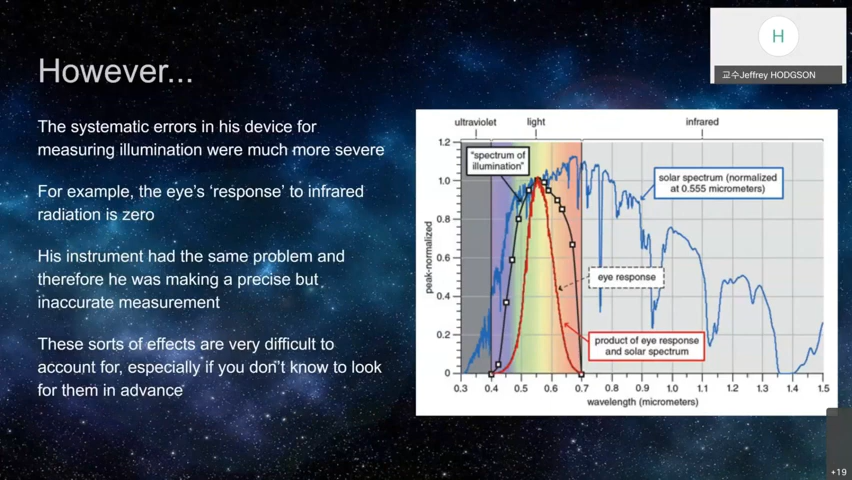 However...
The systematic errors in his device for
measuring illumination were much more severe
For example, the eye's ‘response’ to infrared
radiation is zero
His instrument had the same problem and
therefore he was making a precise but
inaccurate measurement
These sorts of effects are very difficult to
account for, especially if you don't know to look
for them in advance
H
교수Jeffrey HODGSON
ultraviolet light infrared
"spectrum of
illumination"
solar spectrum (normalized
at 0.555 micrometers)
eye response
product of eye response
and solar spectrum
peak-normalized
1.2
1.0
0.8
0.6
0.4
0.2
0
0.3 0.4 0.5 0.6 0.7 0.8 0.9 1.0 1.1 1.2 1.3 1.4 1.5
wavelength (micrometers)
+19